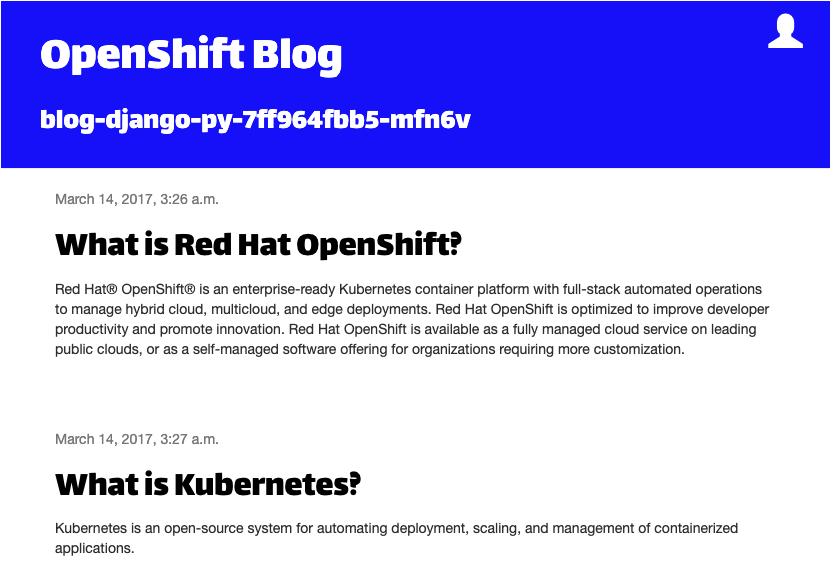 OpenShift Blog
blog-django-py-7ff964fbb5-mfn6v
March 14, 2017, 3:26 a.m.
What is Red Hat OpenShift?
Red Hat® OpenShift® is an enterprise-ready Kubernetes container platform with full-stack automated operations
to manage hybrid cloud, multicloud, and edge deployments. Red Hat OpenShift is optimized to improve developer
productivity and promote innovation. Red Hat OpenShift is available as a fully managed cloud service on leading
public clouds, or as a self-managed software offering for organizations requiring more customization.
March 14, 2017, 3:27 a.m.
What is Kubernetes?
Kubernetes is an open-source system for automating deployment, scaling, and management of containerized
applications.